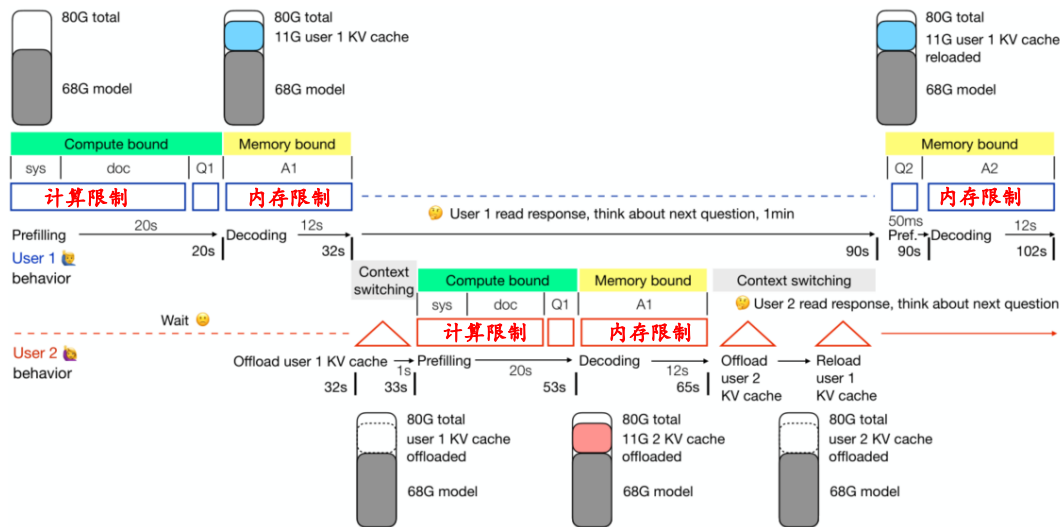 80G total
68G model
80G total
11G user 1 KV cache
68G model
80G total
11G user 1 KV cache
reloaded
68G model
Compute bound
Memory bound
Memory bound
sys doc Q1 A1
Q2 A2
计算限制
内存限制
内存限制
🤔 User 1 read response, think about next question, 1min
Prefilling 20s 20s
Decoding 12s 32s
90s
50ms
Pref. 90s
Decoding 12s 102s
User 1 🙋‍♂️
behavior
Context
switching
Compute bound
Memory bound
Context switching
sys doc Q1 A1
🤔 User 2 read response, think about next question
Wait 🙁
计算限制
内存限制
User 2 🙋‍♀️
behavior
Offload user 1 KV cache
1s
32s 33s
Prefilling 20s 53s
Decoding 12s 65s
Offload
user 2
KV cache
Reload
user 1
KV cache
80G total
user 1 KV cache
offloaded
68G model
80G total
11G 2 KV cache
offloaded
68G model
80G total
user 2 KV cache
offloaded
68G model